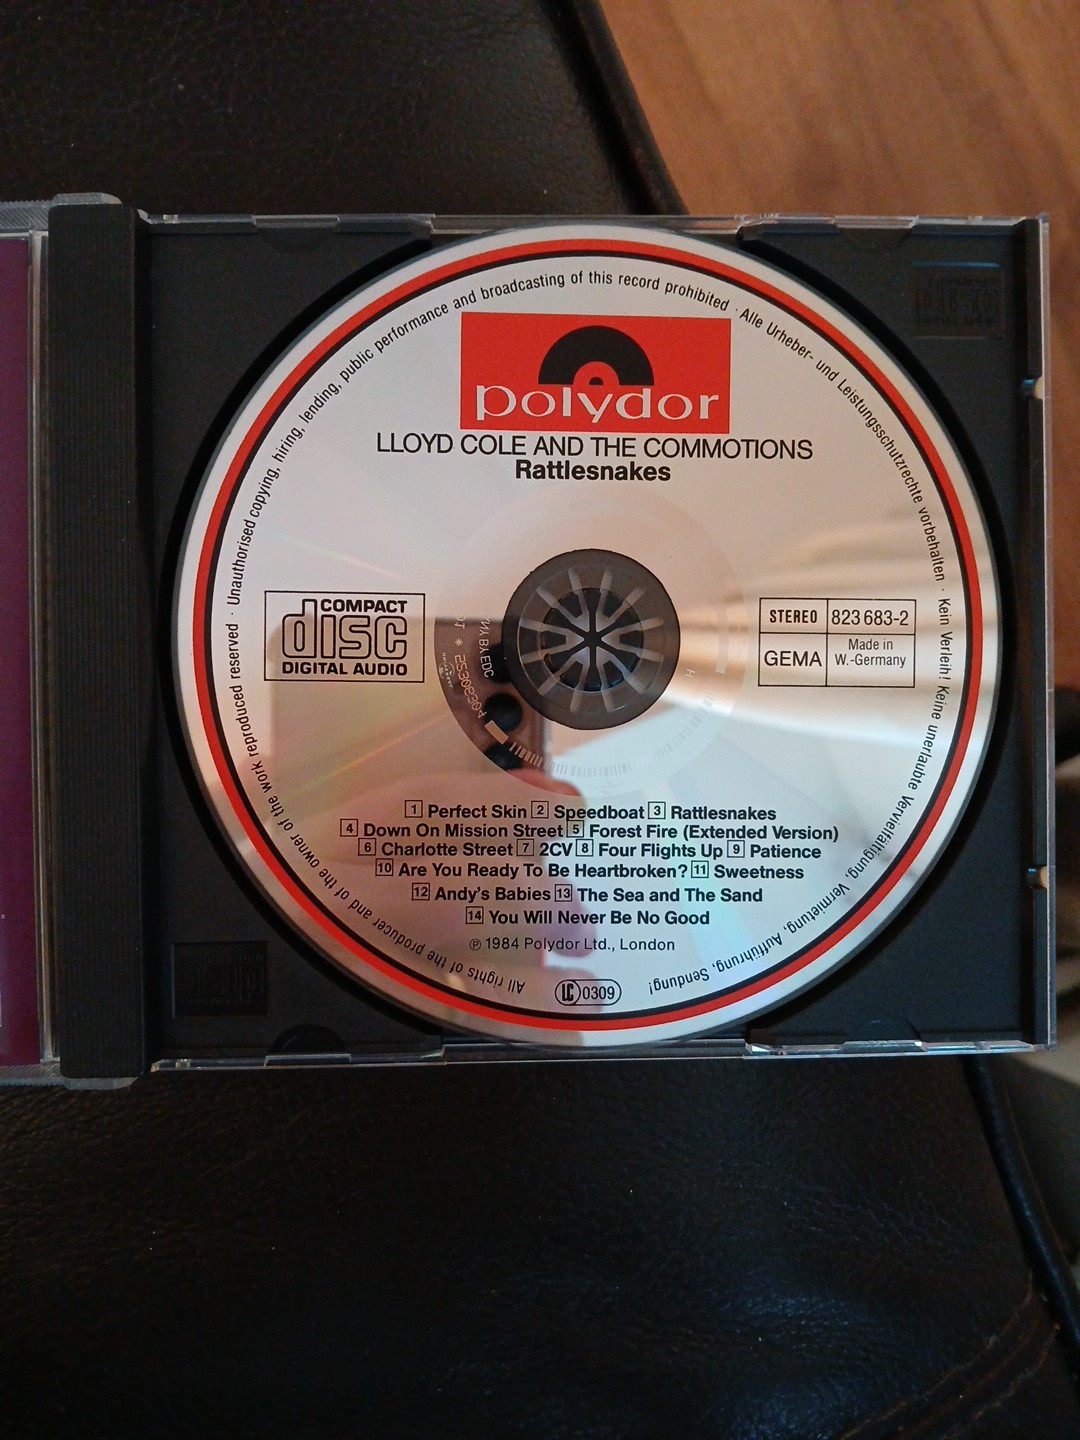 Unauthorised copying, hiring, lending, public performance and broadcasting of this record prohibited · Alle Urheber- und Leistungsschutzrechte vorbehalten · Kein Verleih! Keine unerlaubte Vervielfältigung, Vermietung, Aufführung, Sendung!
polydor
LLOYD COLE AND THE COMMOTIONS
Rattlesnakes
COMPACT
disc
DIGITAL AUDIO
STEREO 823 683-2
GEMA Made in
W.-Germany
BY EDC
1 Perfect Skin 2 Speedboat 3 Rattlesnakes
4 Down On Mission Street 5 Forest Fire (Extended Version)
6 Charlotte Street 7 2CV 8 Four Flights Up 9 Patience
10 Are You Ready To Be Heartbroken? 11 Sweetness
12 Andy's Babies 13 The Sea and The Sand
14 You Will Never Be No Good
℗ 1984 Polydor Ltd., London
LC 0309
All rights of the producer and of the owner of the work reproduced reserved ·